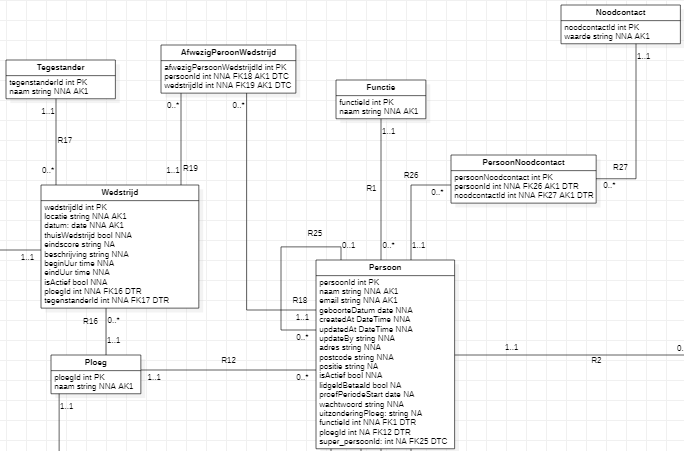 Noodcontact
noodcontactId int PK
waarde string NNA AK1
1..1
AfwezigPeroonWedstrijd
afwezigPersoonWedstrijdId int PK
persoonId int NNA FK18 AK1 DTC
wedstrijdId int NNA FK19 AK1 DTC
0..*
0..*
Tegestander
tegenstanderId int PK
naam string NNA AK1
1..1
R17
0..*
Functie
functieId int PK
naam string NNA AK1
1..1
R1
0..*
PersoonNoodcontact
persoonNoodcontact int PK
persoonId int NNA FK26 AK1 DTR
noodcontactId int NNA FK27 AK1 DTR
R27
0..*
R26
0..*
1..1
1..1
R19
Wedstrijd
wedstrijdId int PK
locatie string NNA AK1
datum: date NNA AK1
thuisWedstrijd bool NNA
eindscore string NA
beschrijving string NNA
beginUur time NNA
eindUur time NNA
isActief bool NNA
ploegId int NNA FK16 DTR
tegenstanderId int NNA FK17 DTR
1..1
R25
0..1
R18
1..1
0..*
Persoon
persoonId int PK
naam string NNA AK1
email string NNA AK1
geboorteDatum date NNA
createdAt DateTime NNA
updatedAt DateTime NNA
updateBy string NNA
adres string NNA
postcode string NNA
positie string NA
isActief bool NNA
lidgeldBetaald bool NA
proefPeriodeStart date NA
wachtwoord string NNA
uitzonderingPloeg: string NA
functieId int NNA FK1 DTR
ploegId int NA FK12 DTR
super_persoonId: int NA FK25 DTC
R16
0..*
1..1
Ploeg
ploegId int PK
naam string NNA AK1
1..1
R12
0..*
1..1
1..1
R2
0.